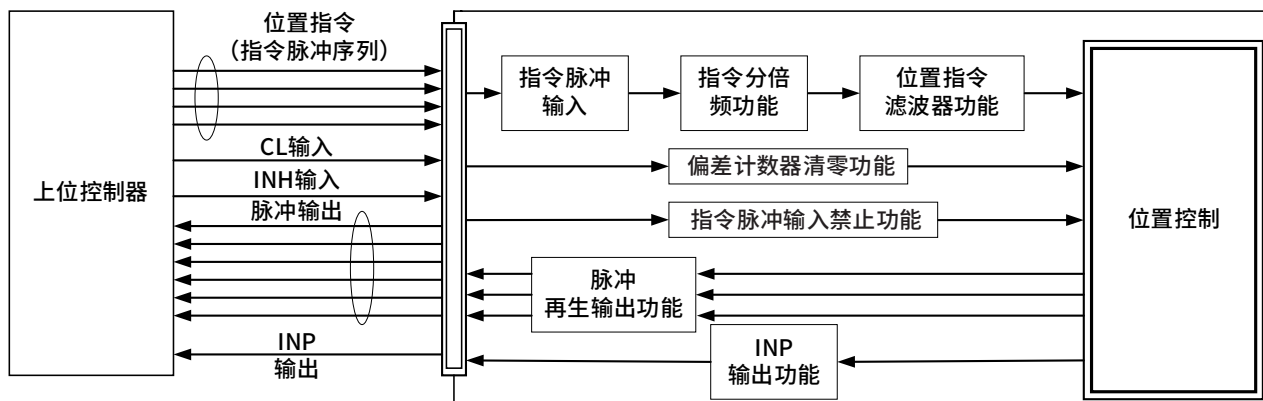 上位控制器
位置指令
（指令脉冲序列）
CL输入
INH输入
脉冲输出
INP
输出
指令脉冲
输入
指令分倍
频功能
位置指令
滤波器功能
偏差计数器清零功能
指令脉冲输入禁止功能
脉冲
再生输出功能
INP
输出功能
位置控制